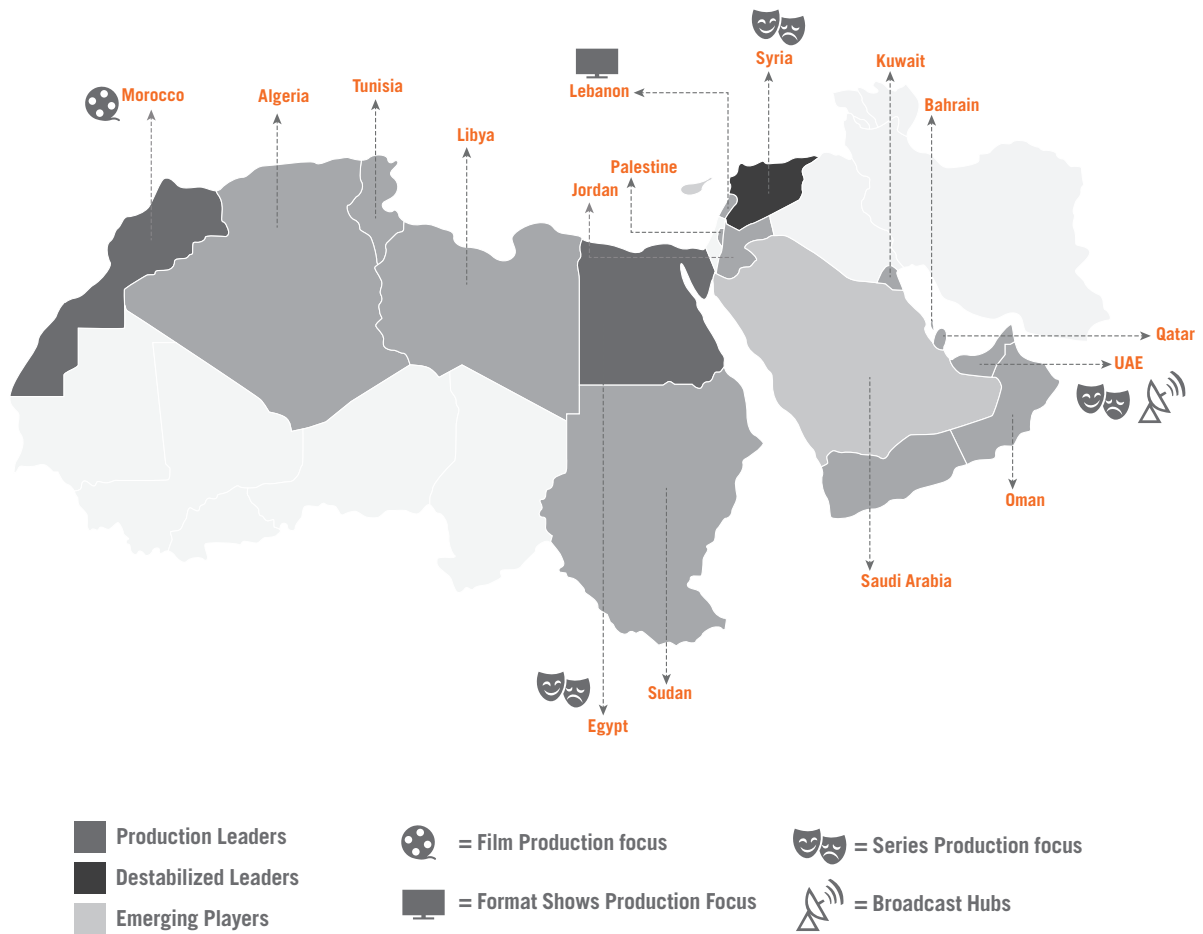 Syria
Kuwait
Lebanon
Morocco
Algeria
Tunisia
Bahrain
Libya
Palestine
Jordan
Qatar
UAE
Oman
Saudi Arabia
Sudan
Egypt
Production Leaders
= Film Production focus
= Series Production focus
Destabilized Leaders
= Format Shows Production Focus
= Broadcast Hubs
Emerging Players